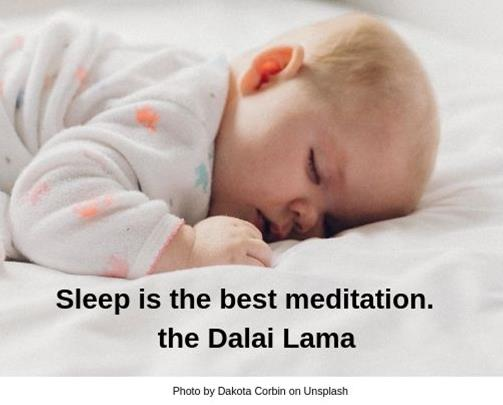 Sleep is the best meditation.
the Dalai Lama
Photo by Dakota Corbin on Unsplash